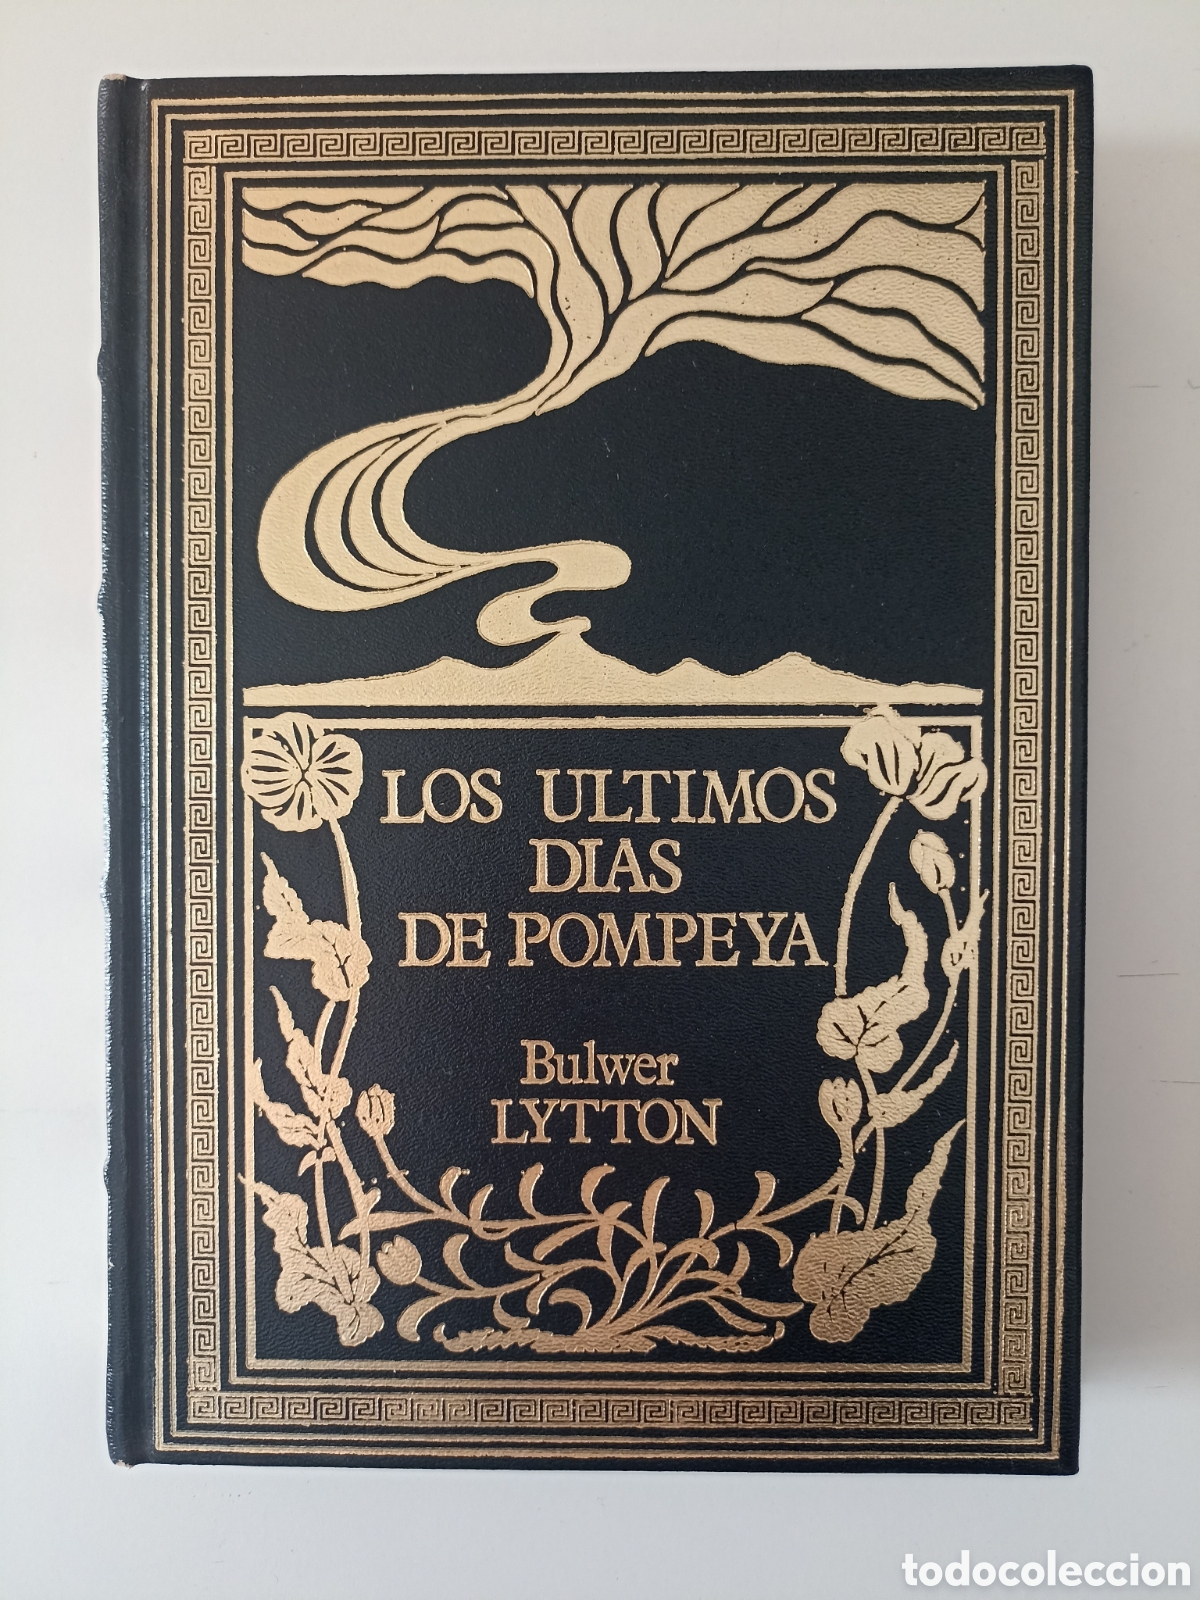 LOS ULTIMOS
DIAS
DE POMPEYA
Bulwer
LYTTON
todocoleccion